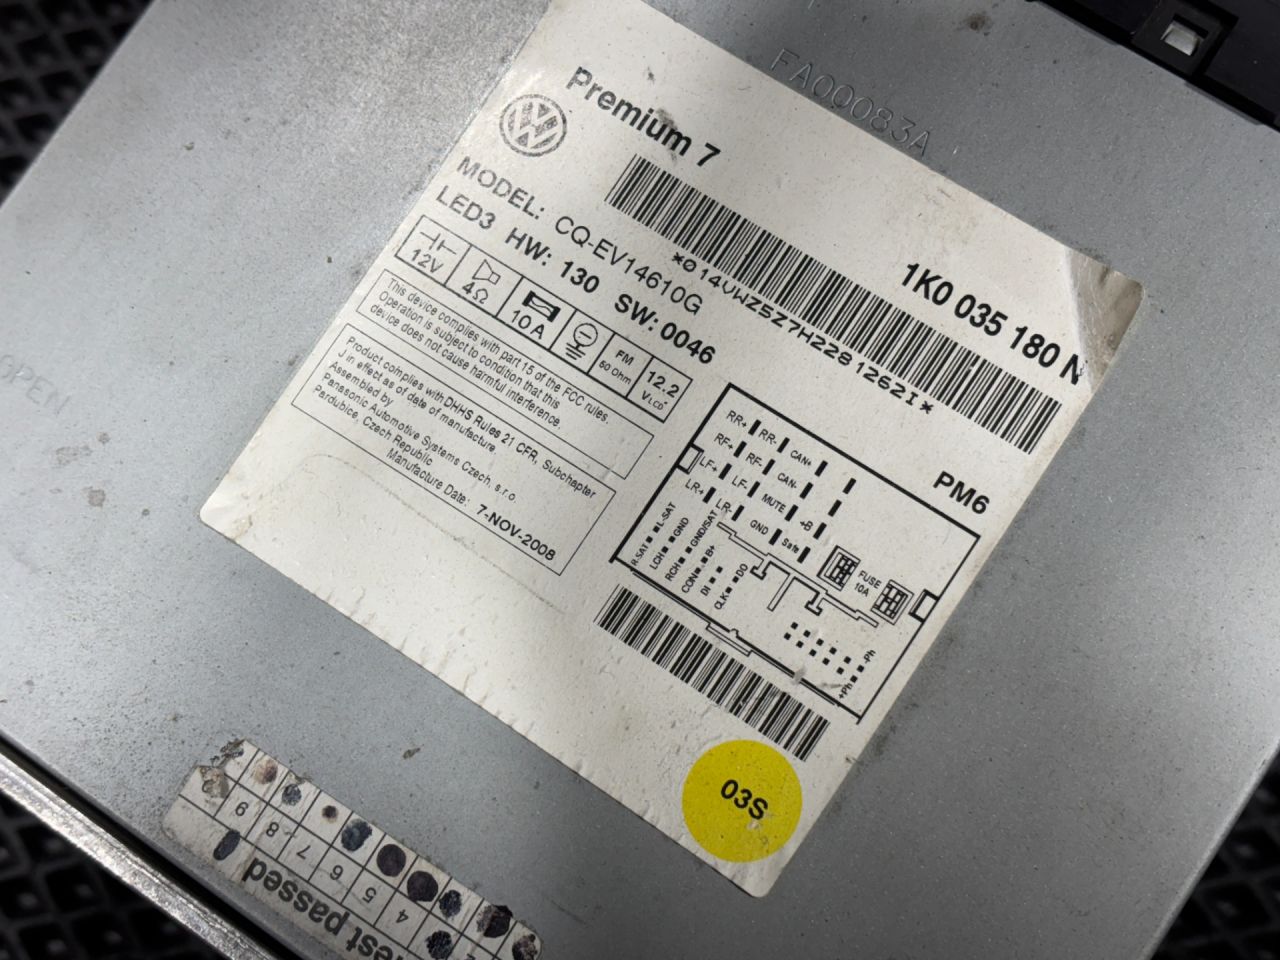 FA00083A
Premium 7
1K0 035 180 N
*014VWZ5Z7H2281262I*
MODEL: CQ-EV14610G
LED3 HW: 130 SW: 0046
PM6
12V
4Ω
10A
FM
50 Ohm
12.2
VLCD
This device complies with part 15 of the FCC rules.
Operation is subject to condition that this
device does not cause harmful interference.
Product complies with DHHS Rules 21 CFR, Subchapter
J in effect as of date of manufacture.
Assembled by
Panasonic Automotive Systems Czech, s.r.o.
Pardubice, Czech Republic
Manufacture Date: 7-NOV-2008
RR+ RR- CAN+
RF+ RF- CAN-
LF+ LF- MUTE +B
LR+ LR- GND Safe
R.SAT L-SAT
LCH GND
RCH GND/SAT
CON B+
DI
CLK DO
FUSE
10A
-Ph
+Ph
03S
OPEN
9 8 7 6 5 4
Test passed